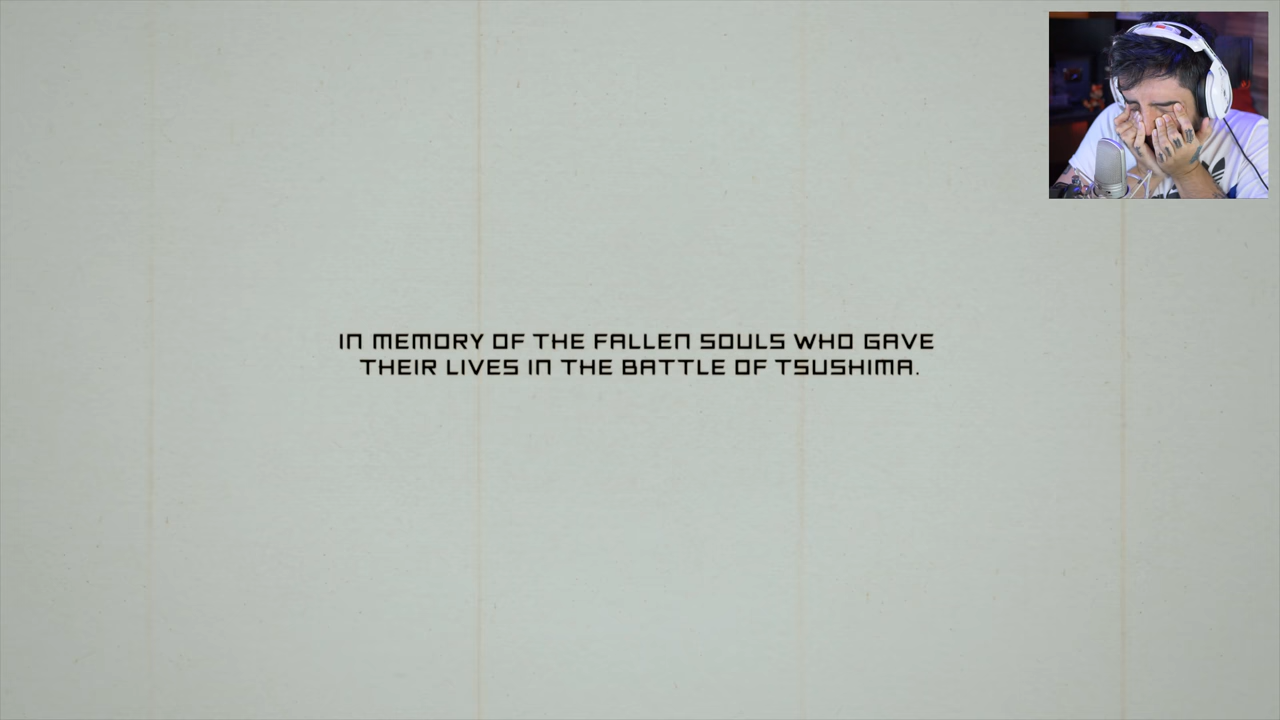 IN MEMORY OF THE FALLEN SOULS WHO GAVE
THEIR LIVES IN THE BATTLE OF TSUSHIMA.